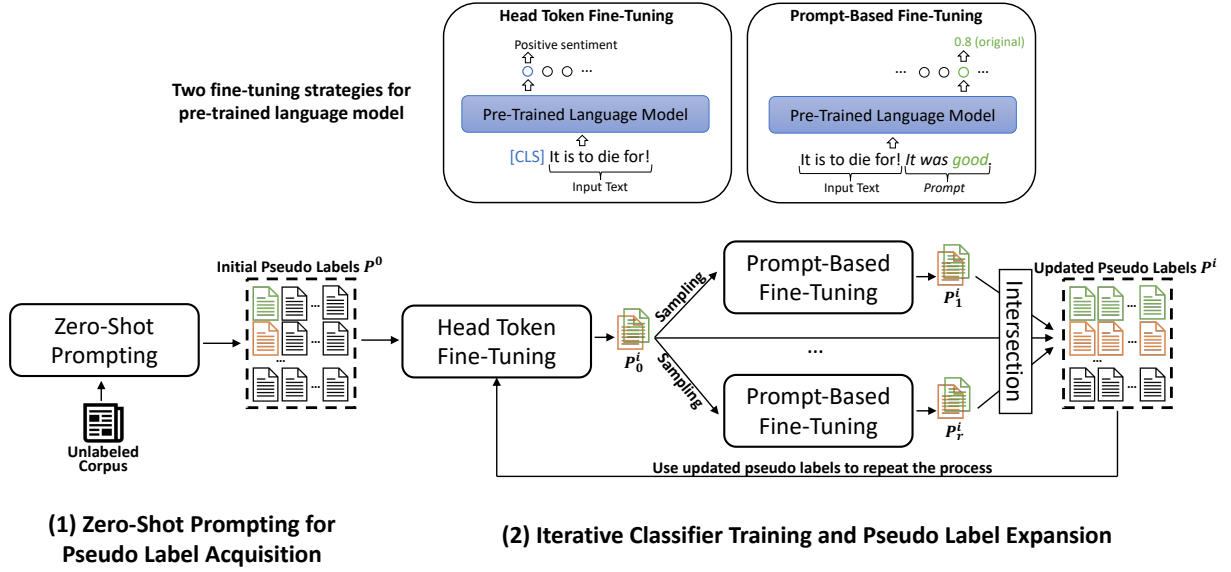 Two fine-tuning strategies for
pre-trained language model
Head Token Fine-Tuning
Positive sentiment
...
Pre-Trained Language Model
[CLS] It is to die for!
Input Text
Prompt-Based Fine-Tuning
0.8 (original)
... ...
Pre-Trained Language Model
It is to die for! It was good.
Input Text Prompt
Zero-Shot
Prompting
Unlabeled
Corpus
Initial Pseudo Labels P⁰
...
...
...
...
Head Token
Fine-Tuning
P₀ⁱ
Sampling
Sampling
Prompt-Based
Fine-Tuning
P₁ⁱ
...
Prompt-Based
Fine-Tuning
Pᵣⁱ
Intersection
Updated Pseudo Labels Pⁱ
...
...
...
...
Use updated pseudo labels to repeat the process
(1) Zero-Shot Prompting for
Pseudo Label Acquisition
(2) Iterative Classifier Training and Pseudo Label Expansion